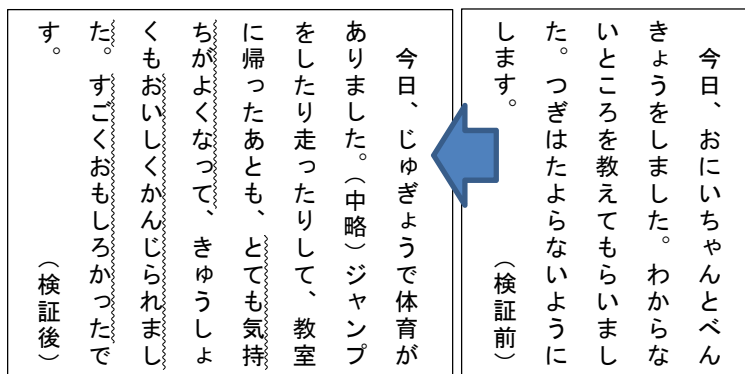 今日、おにいちゃんとべん
きょうをしました。わからな
いところを教えてもらいまし
た。つぎはたよらないように
します。
（検証前）
今日、じゅぎょうで体育が
ありました。（中略）ジャンプ
をしたり走ったりして、教室
に帰ったあとも、とても気持
ちがよくなって、きゅうしょ
くもおいしくかんじられまし
た。すごくおもしろかったで
す。
（検証後）